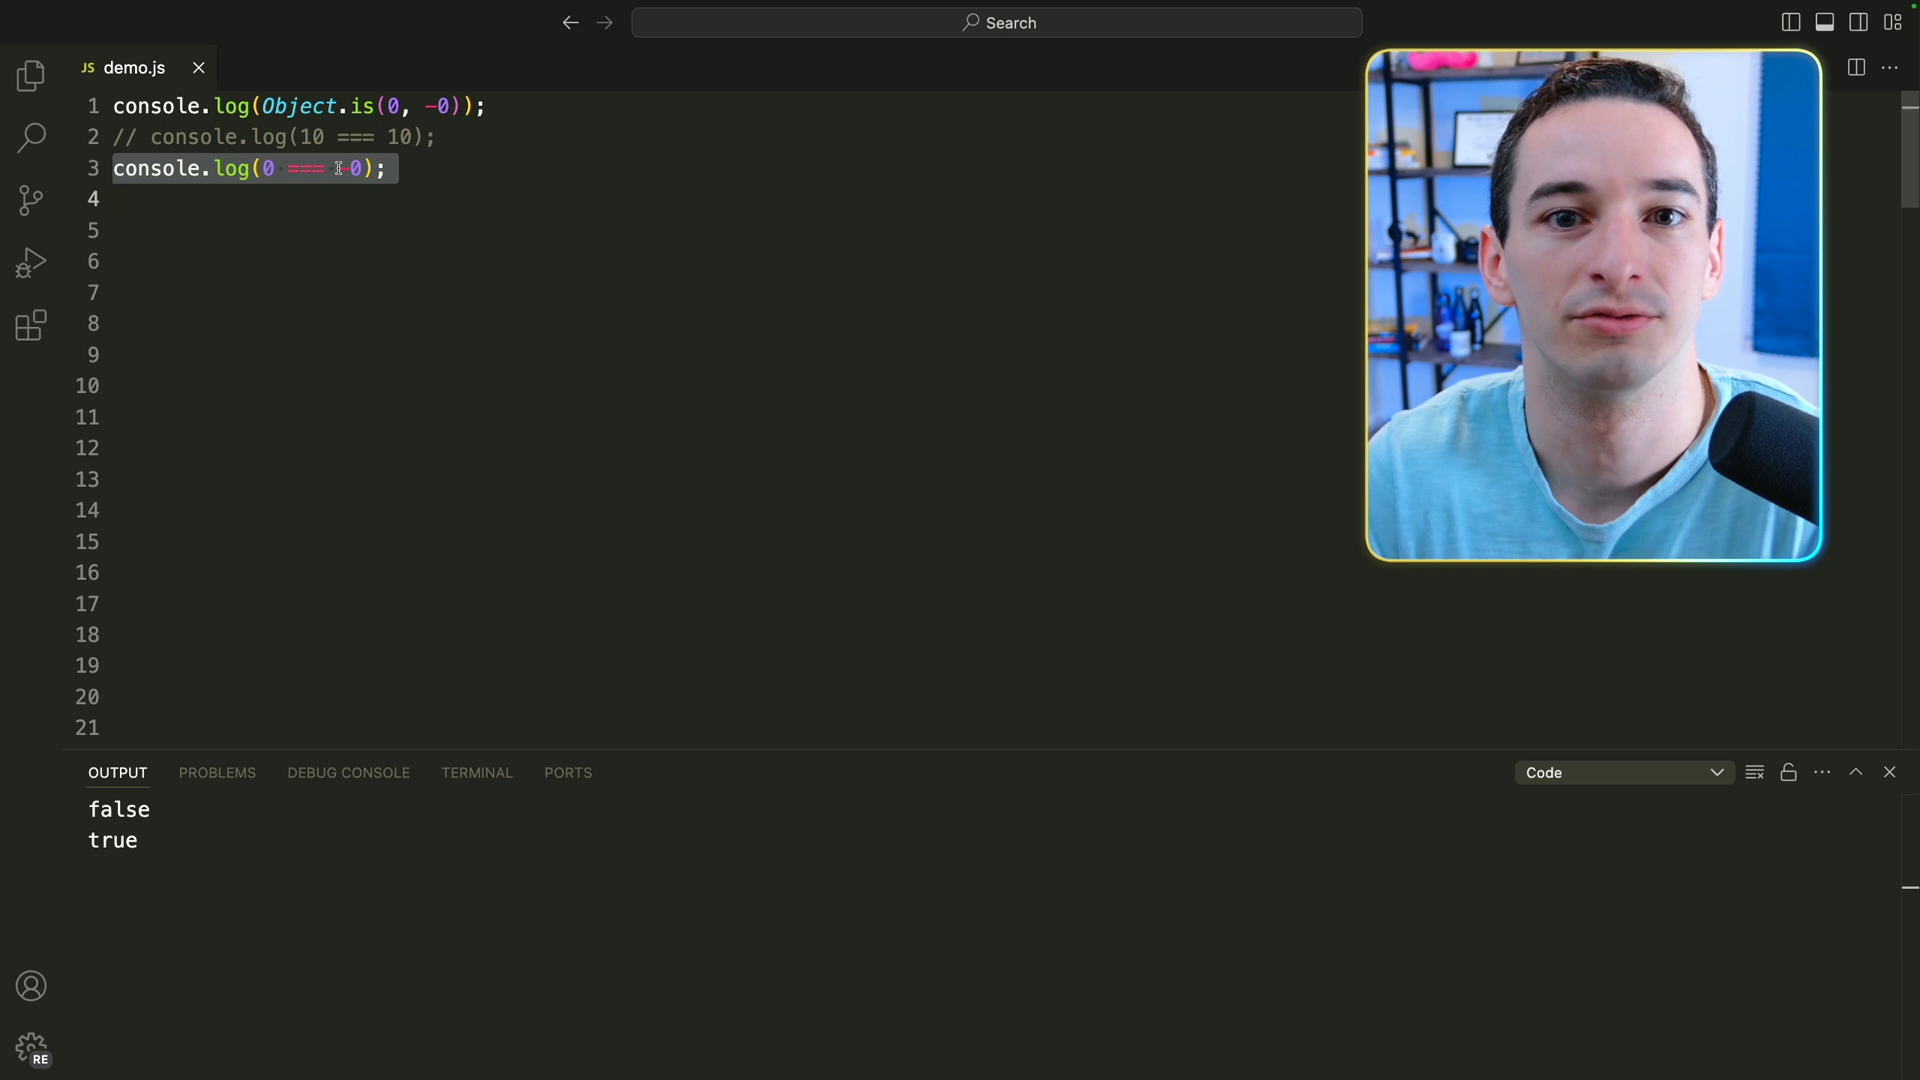 Search
JS demo.js
1 console.log(Object.is(0, -0));
2 // console.log(10 === 10);
3 console.log(0 === -0);
4
5
6
7
8
9
10
11
12
13
14
15
16
17
18
19
20
21
OUTPUT PROBLEMS DEBUG CONSOLE TERMINAL PORTS Code
false
true
RE